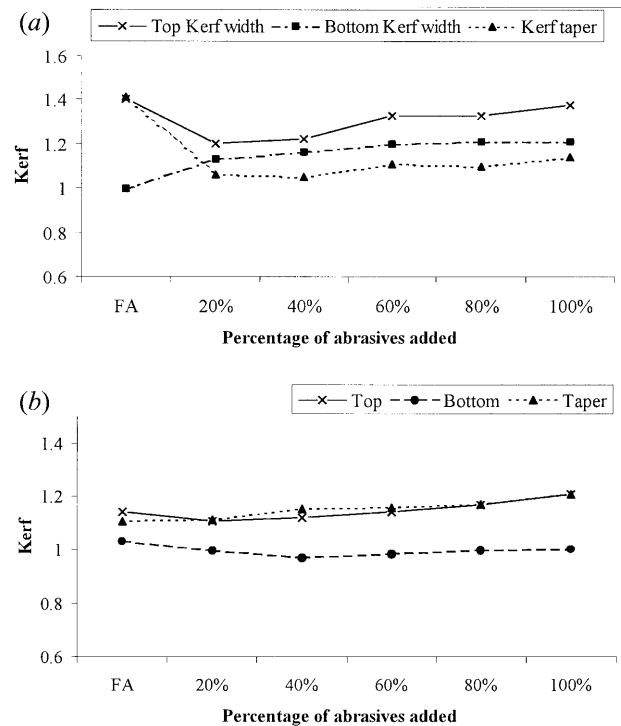 (a)
Top Kerf width Bottom Kerf width Kerf taper
1.6
1.4
1.2
1
0.8
0.6
Kerf
FA 20% 40% 60% 80% 100%
Percentage of abrasives added
(b)
Top Bottom Taper
1.4
1.2
1
0.8
0.6
Kerf
FA 20% 40% 60% 80% 100%
Percentage of abrasives added